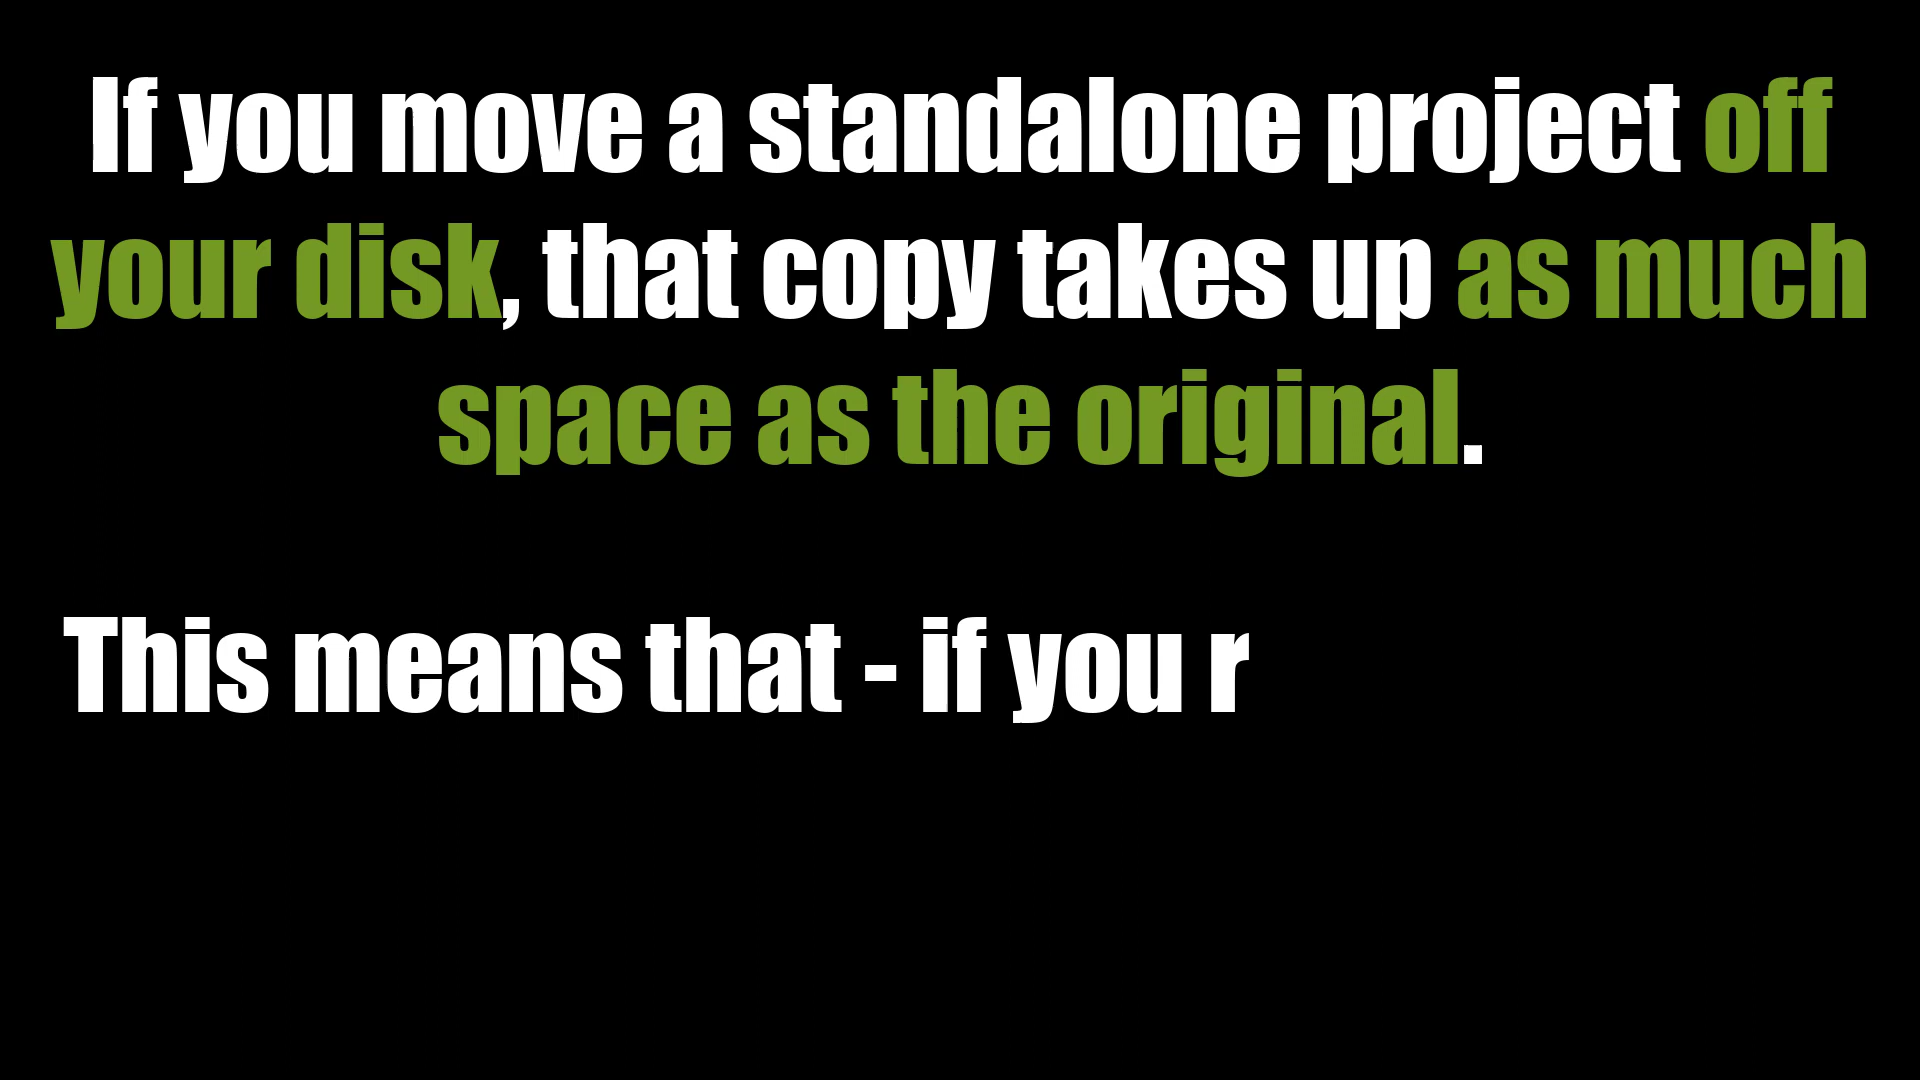 If you move a standalone project off
your disk, that copy takes up as much
space as the original.
This means that - if you r